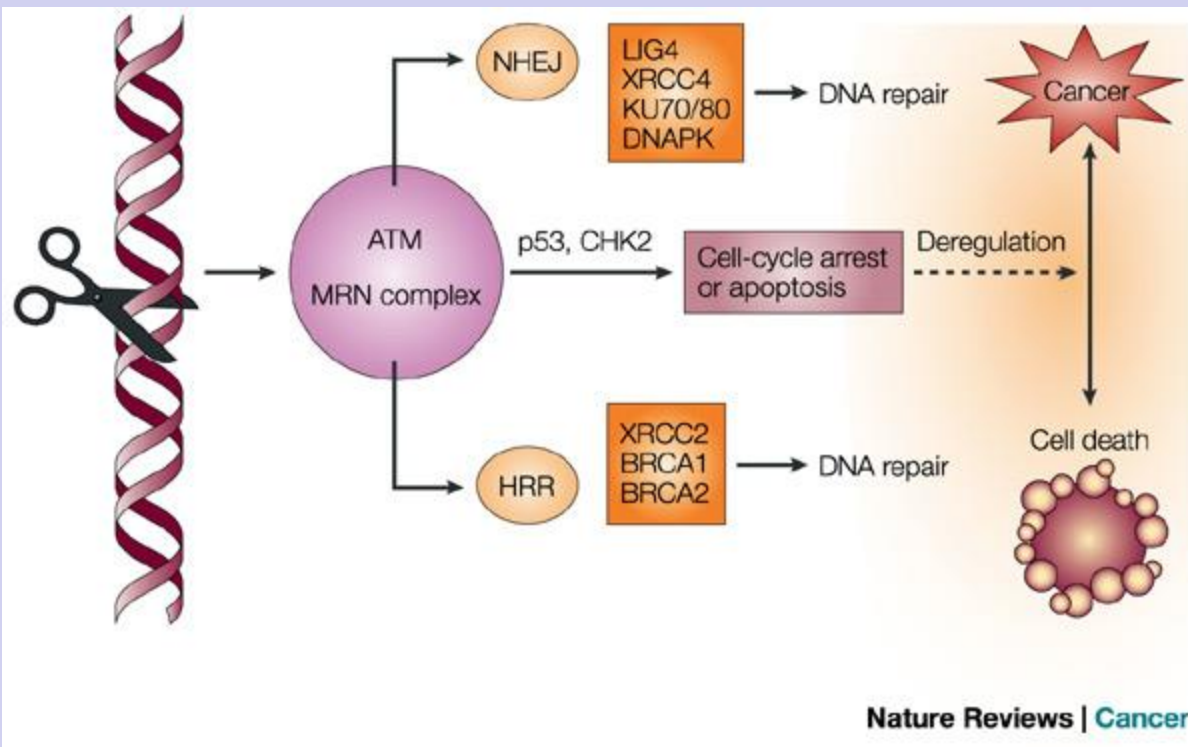 NHEJ
LIG4
XRCC4
KU70/80
DNAPK
DNA repair
Cancer
ATM
MRN complex
p53, CHK2
Cell-cycle arrest
or apoptosis
Deregulation
HRR
XRCC2
BRCA1
BRCA2
DNA repair
Cell death
Nature Reviews | Cancer